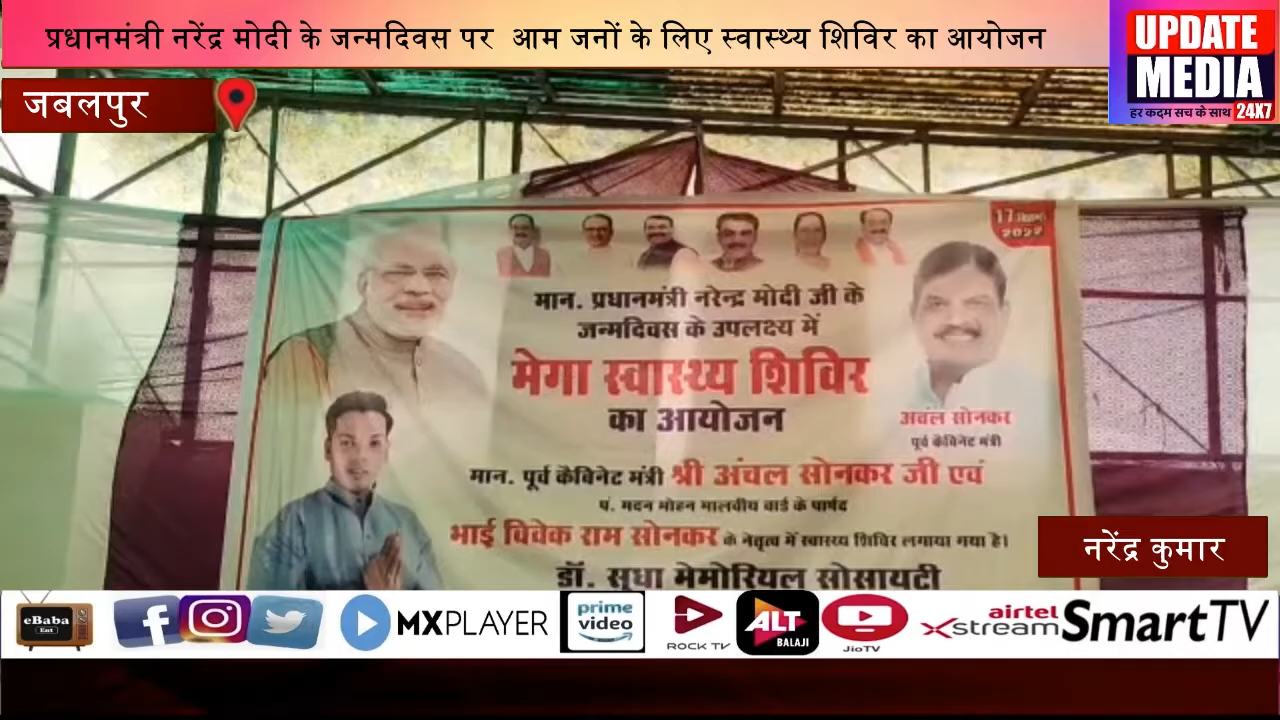 प्रधानमंत्री नरेंद्र मोदी के जन्मदिवस पर आम जनों के लिए स्वास्थ्य शिविर का आयोजन
UPDATE
MEDIA
हर कदम सच के साथ 24X7
जबलपुर
17
2022
मान. प्रधानमंत्री नरेन्द्र मोदी जी के
जन्मदिवस के उपलक्ष्य में
मेगा स्वास्थ्य शिविर
का आयोजन
अंचल सोनकर
पूर्व कैबिनेट मंत्री
मान. पूर्व कैबिनेट मंत्री श्री अंचल सोनकर जी एवं
पं. मदन मोहन मालवीय वार्ड के पार्षद
भाई विवेक राम सोनकर के नेतृत्व में स्वास्थ्य शिविर लगाया गया है।
डॉ. सुधा मेमोरियल सोसायटी
नरेंद्र कुमार
eBaba
Ent
MXPLAYER
prime
video
ROCK TV
ALT
BALAJI
JioTV
airtel
xstream
SmartTV